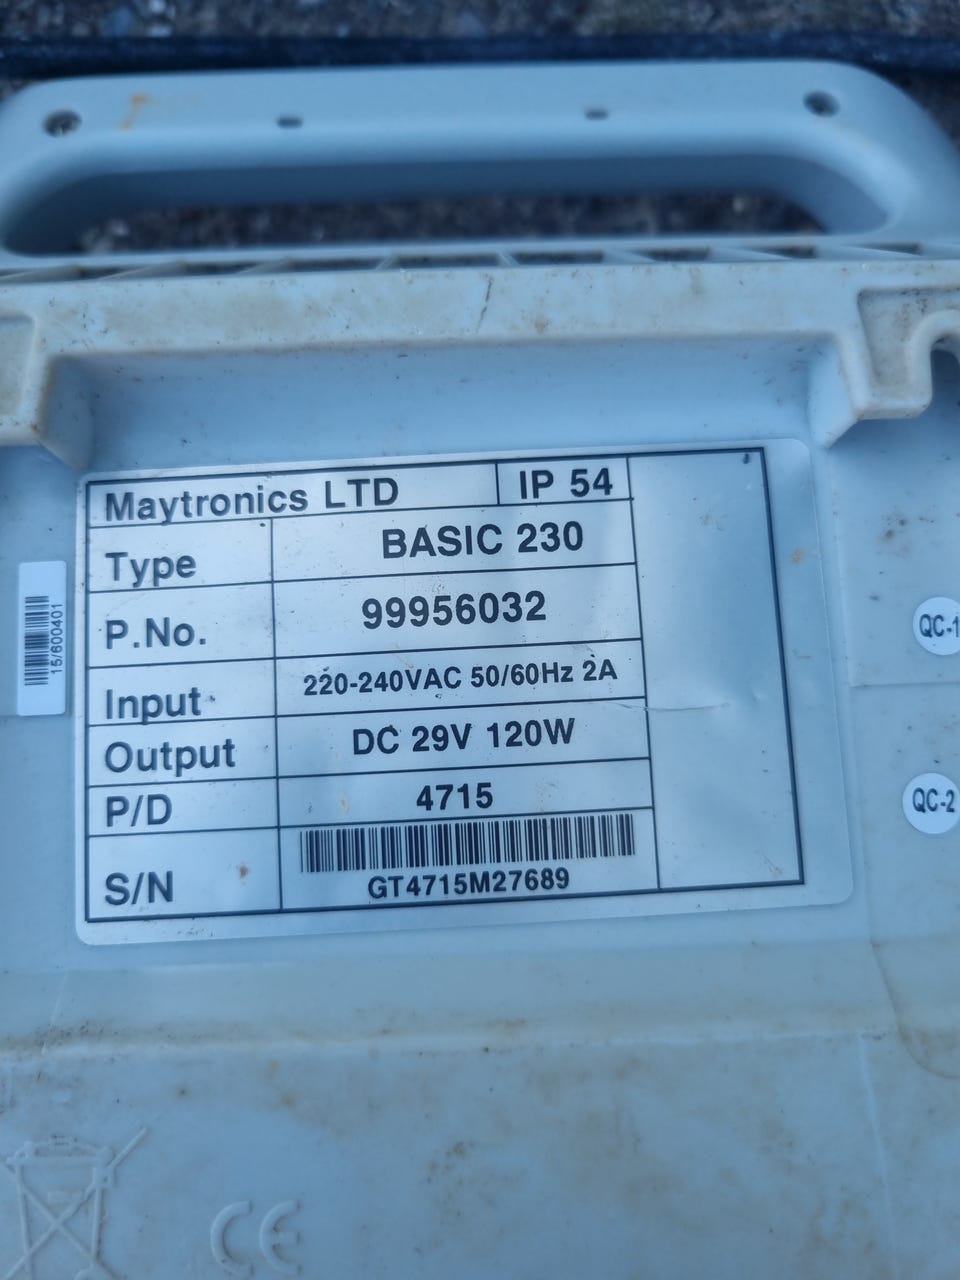 Maytronics LTD IP 54
Type BASIC 230
P.No. 99956032
Input 220-240VAC 50/60Hz 2A
Output DC 29V 120W
P/D 4715
S/N GT4715M27689
15/600401
QC-1
QC-2
CE